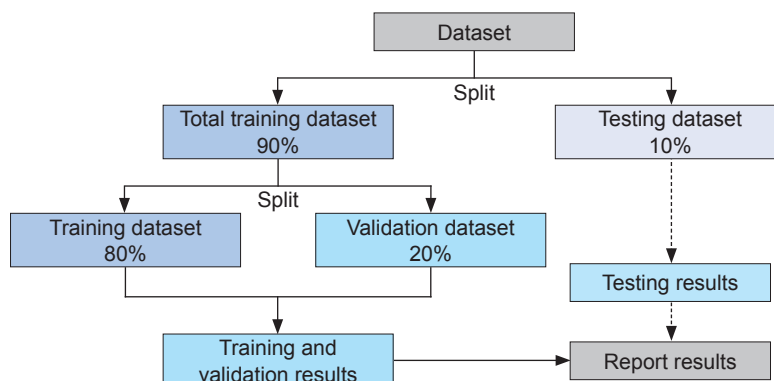 Dataset
Split
Total training dataset
90%
Testing dataset
10%
Split
Training dataset
80%
Validation dataset
20%
Testing results
Training and
validation results
Report results